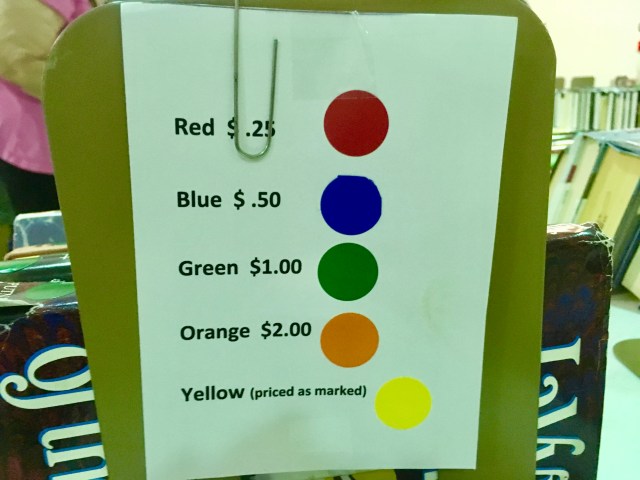 Red $ .25
Blue $ .50
Green $1.00
Orange $2.00
Yellow (priced as marked)